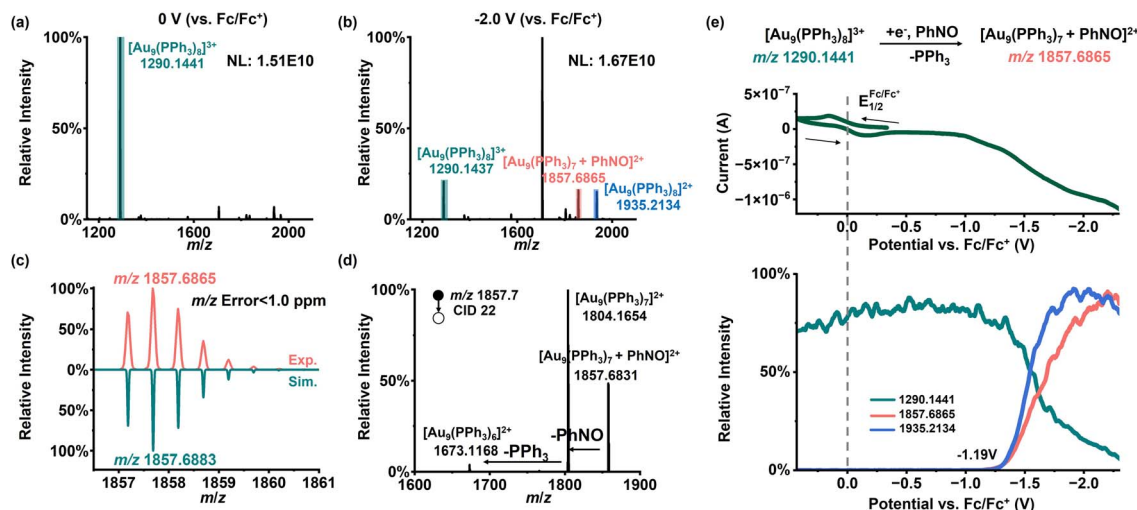 (a)
0 V (vs. Fc/Fc⁺)
100%
50%
0%
Relative Intensity
[Au₉(PPh₃)₈]³⁺
1290.1441
NL: 1.51E10
1200
1600
2000
m/z
(b)
-2.0 V (vs. Fc/Fc⁺)
100%
50%
0%
Relative Intensity
NL: 1.67E10
[Au₉(PPh₃)₈]³⁺
1290.1437
[Au₉(PPh₃)₇ + PhNO]²⁺
1857.6865
[Au₉(PPh₃)₈]²⁺
1935.2134
1200
1600
2000
m/z
(c)
m/z 1857.6865
m/z Error<1.0 ppm
100%
50%
0%
50%
100%
Relative Intensity
Exp.
Sim.
m/z 1857.6883
1857
1858
1859
1860
1861
m/z
(d)
m/z 1857.7
CID 22
100%
50%
0%
Relative Intensity
[Au₉(PPh₃)₇]²⁺
1804.1654
[Au₉(PPh₃)₇ + PhNO]²⁺
1857.6831
[Au₉(PPh₃)₆]²⁺
1673.1168
-PPh₃
-PhNO
1600
1700
1800
1900
m/z
(e)
[Au₉(PPh₃)₈]³⁺ +e⁻, PhNO [Au₉(PPh₃)₇ + PhNO]²⁺
m/z 1290.1441 -PPh₃ m/z 1857.6865
5×10⁻⁷
0
-5×10⁻⁷
-1×10⁻⁶
Current (A)
E₁/₂ Fc/Fc⁺
0.0
-0.5
-1.0
-1.5
-2.0
Potential vs. Fc/Fc⁺ (V)
100%
50%
0%
Relative Intensity
1290.1441
1857.6865
1935.2134
-1.19V
0.0
-0.5
-1.0
-1.5
-2.0
Potential vs. Fc/Fc⁺ (V)